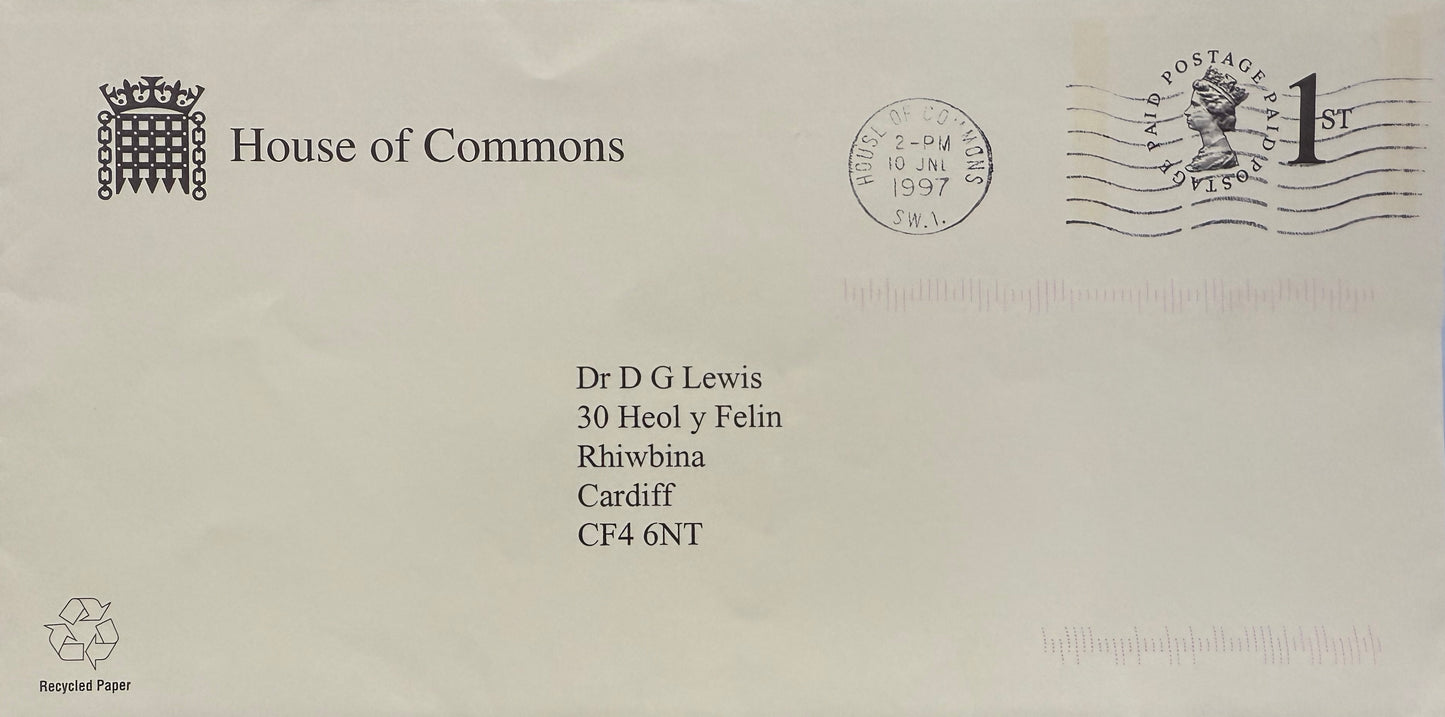 House of Commons
HOUSE OF COMMONS
2-PM
10 JNL
1997
S.W.1.
POSTAGE PAID POSTAGE PAID
1ST
Dr D G Lewis
30 Heol y Felin
Rhiwbina
Cardiff
CF4 6NT
Recycled Paper